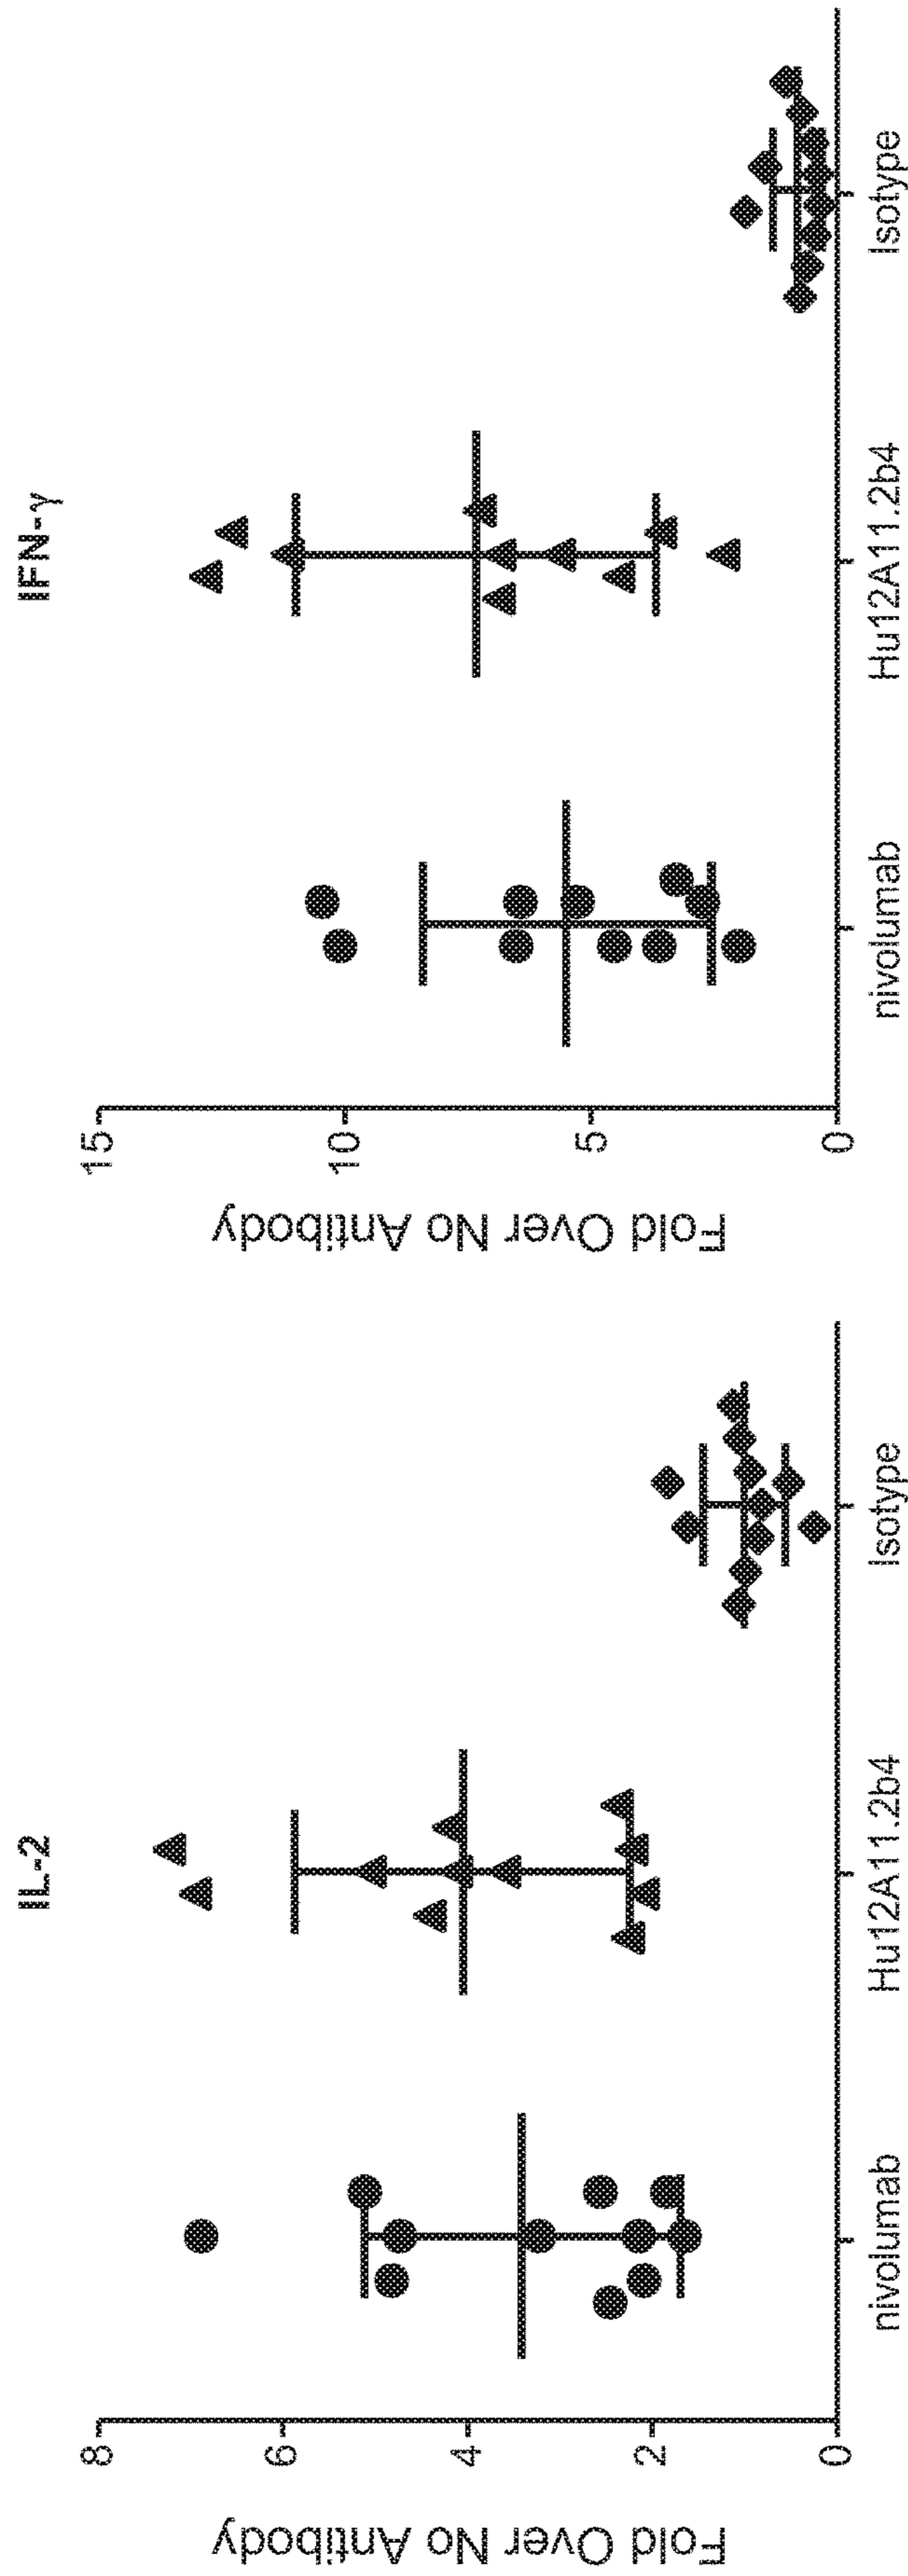 IL-2
Fold Over No Antibody
8
6
4
2
0
nivolumab
Hu12A11.2b4
Isotype
IFN-γ
Fold Over No Antibody
15
10
5
0
nivolumab
Hu12A11.2b4
Isotype